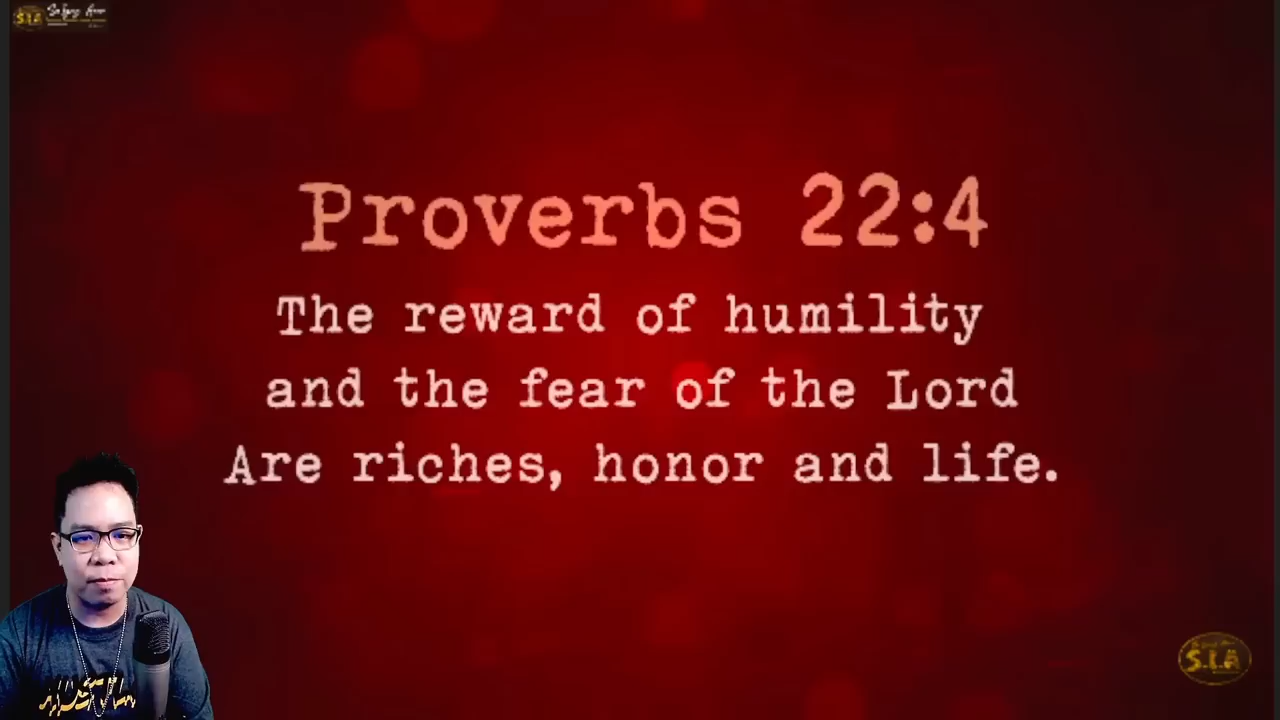 S.I.A
Proverbs 22:4
The reward of humility
and the fear of the Lord
Are riches, honor and life.
S.I.A